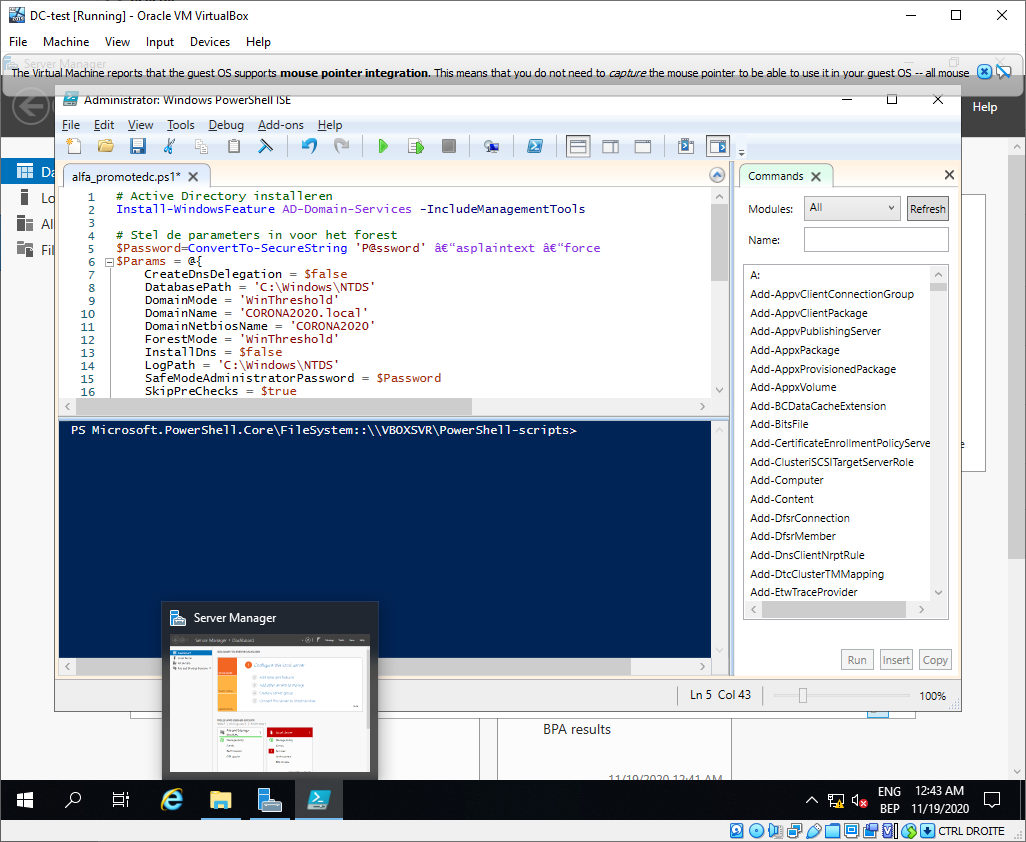 DC-test [Running] - Oracle VM VirtualBox
File Machine View Input Devices Help
Server Manager
The Virtual Machine reports that the guest OS supports mouse pointer integration. This means that you do not need to capture the mouse pointer to be able to use it in your guest OS -- all mouse
Administrator: Windows PowerShell ISE
Help
File Edit View Tools Debug Add-ons Help
alfa_promotedc.ps1*
1 # Active Directory installeren
2 Install-WindowsFeature AD-Domain-Services -IncludeManagementTools
3
4 # Stel de parameters in voor het forest
5 $Password=ConvertTo-SecureString 'P@ssword' â€“asplaintext â€“force
6 $Params = @{
7 CreateDnsDelegation = $false
8 DatabasePath = 'C:\Windows\NTDS'
9 DomainMode = 'WinThreshold'
10 DomainName = 'CORONA2020.local'
11 DomainNetbiosName = 'CORONA2020'
12 ForestMode = 'WinThreshold'
13 InstallDns = $false
14 LogPath = 'C:\Windows\NTDS'
15 SafeModeAdministratorPassword = $Password
16 SkipPreChecks = $true
PS Microsoft.PowerShell.Core\FileSystem::\\VBOXSVR\PowerShell-scripts>
Commands
Modules: All Refresh
Name:
A:
Add-AppvClientConnectionGroup
Add-AppvClientPackage
Add-AppvPublishingServer
Add-AppxPackage
Add-AppxProvisionedPackage
Add-AppxVolume
Add-BCDataCacheExtension
Add-BitsFile
Add-CertificateEnrollmentPolicyServe
Add-ClusteriSCSITargetServerRole
Add-Computer
Add-Content
Add-DfsrConnection
Add-DfsrMember
Add-DnsClientNrptRule
Add-DtcClusterTMMapping
Add-EtwTraceProvider
Run Insert Copy
Ln 5 Col 43 100%
Server Manager
BPA results
11/19/2020 12:41 AM
ENG 12:43 AM
BEP 11/19/2020
CTRL DROITE